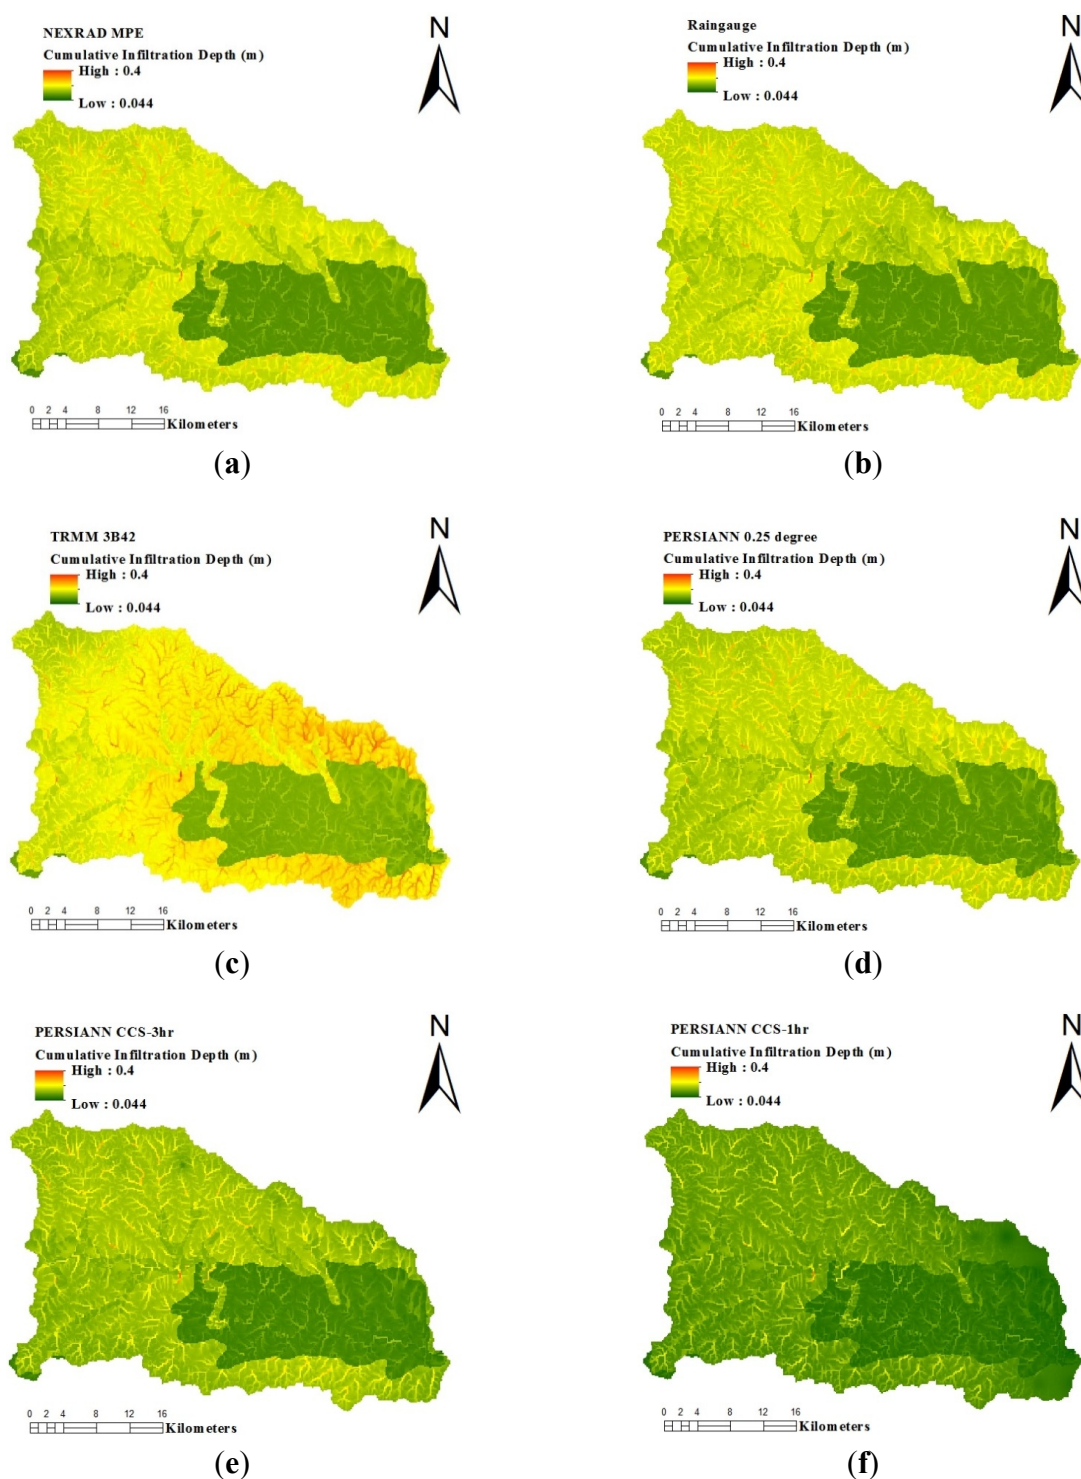 NEXRAD MPE
Cumulative Infiltration Depth (m)
High : 0.4
Low : 0.044
N
0 2 4 8 12 16
Kilometers
(a)
Raingauge
Cumulative Infiltration Depth (m)
High : 0.4
Low : 0.044
N
0 2 4 8 12 16
Kilometers
(b)
TRMM 3B42
Cumulative Infiltration Depth (m)
High : 0.4
Low : 0.044
N
0 2 4 8 12 16
Kilometers
(c)
PERSIANN 0.25 degree
Cumulative Infiltration Depth (m)
High : 0.4
Low : 0.044
N
0 2 4 8 12 16
Kilometers
(d)
PERSIANN CCS-3hr
Cumulative Infiltration Depth (m)
High : 0.4
Low : 0.044
N
0 2 4 8 12 16
Kilometers
(e)
PERSIANN CCS-1hr
Cumulative Infiltration Depth (m)
High : 0.4
Low : 0.044
N
0 2 4 8 12 16
Kilometers
(f)